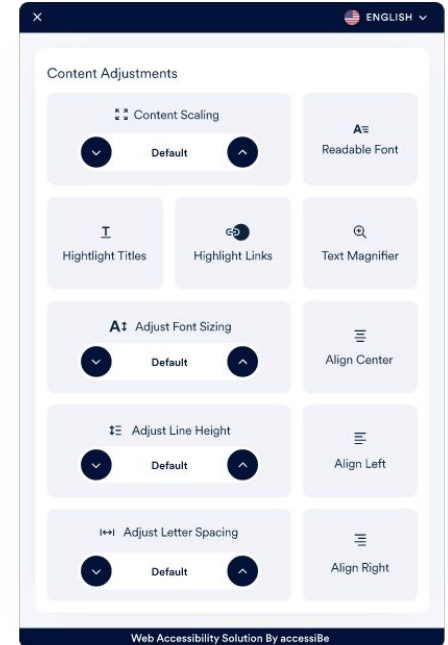 ENGLISH
Content Adjustments
Content Scaling
Default
Readable Font
Hightlight Titles
Highlight Links
Text Magnifier
Adjust Font Sizing
Default
Align Center
Adjust Line Height
Default
Align Left
Adjust Letter Spacing
Default
Align Right
Web Accessibility Solution By accessiBe